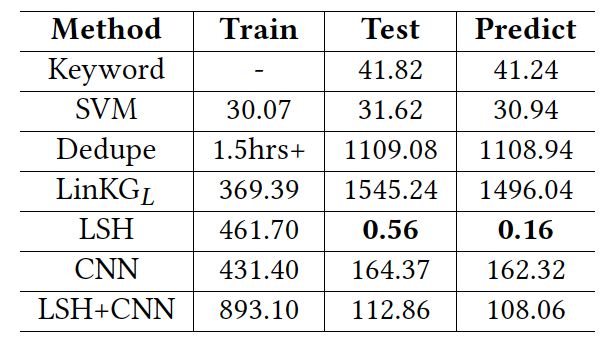 Method Train Test Predict
Keyword - 41.82 41.24
SVM 30.07 31.62 30.94
Dedupe 1.5hrs+ 1109.08 1108.94
LinKG_L 369.39 1545.24 1496.04
LSH 461.70 0.56 0.16
CNN 431.40 164.37 162.32
LSH+CNN 893.10 112.86 108.06